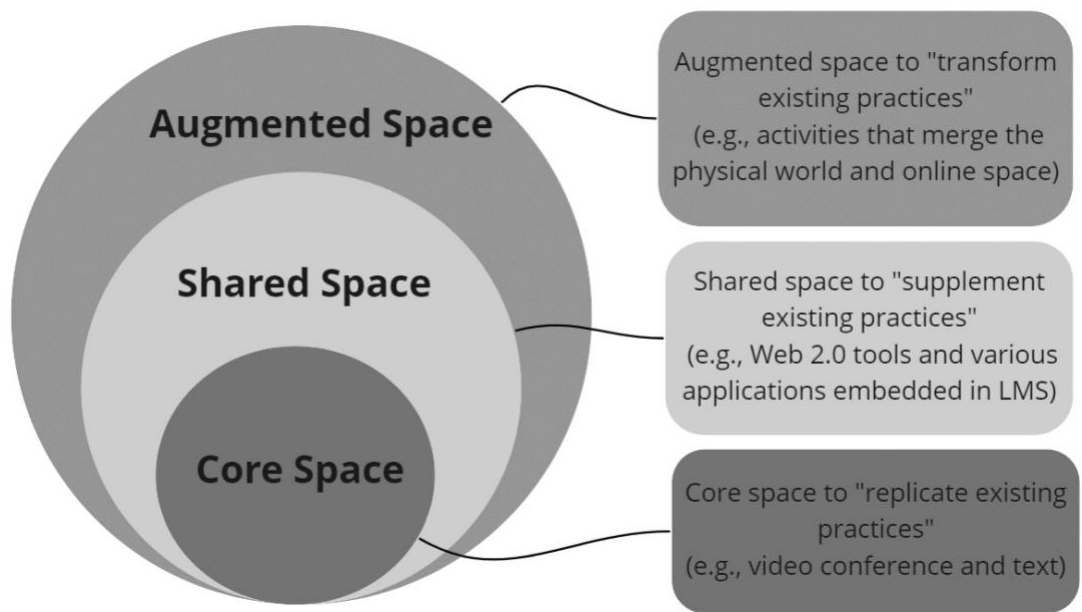 Augmented Space
Shared Space
Core Space
Augmented space to "transform
existing practices"
(e.g., activities that merge the
physical world and online space)
Shared space to "supplement
existing practices"
(e.g., Web 2.0 tools and various
applications embedded in LMS)
Core space to "replicate existing
practices"
(e.g., video conference and text)